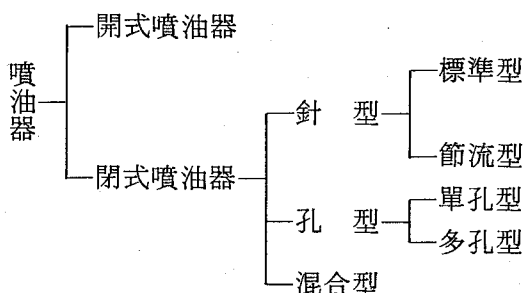 噴油器
開式噴油器
閉式噴油器
針型
標準型
節流型
孔型
單孔型
多孔型
混合型